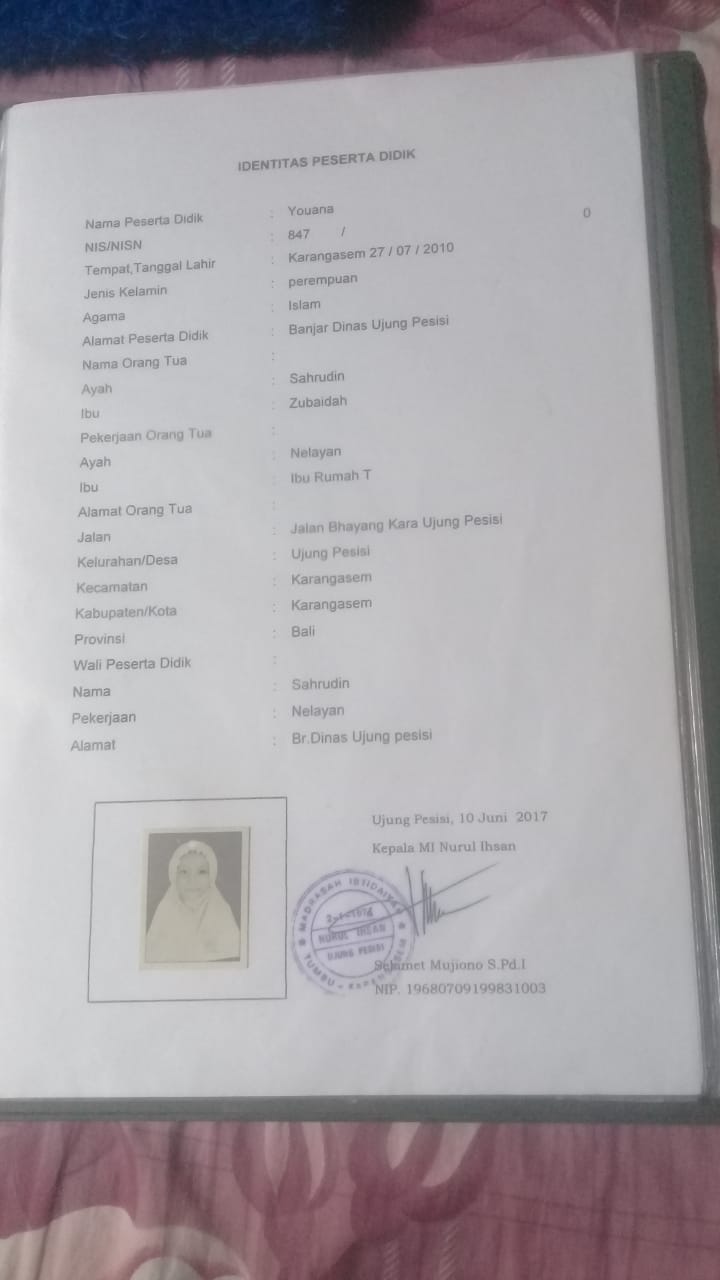 IDENTITAS PESERTA DIDIK
Nama Peserta Didik : Youana 0
NIS/NISN : 847 /
Tempat,Tanggal Lahir : Karangasem 27 / 07 / 2010
Jenis Kelamin : perempuan
Agama : Islam
Alamat Peserta Didik : Banjar Dinas Ujung Pesisi
Nama Orang Tua :
Ayah : Sahrudin
Ibu : Zubaidah
Pekerjaan Orang Tua :
Ayah : Nelayan
Ibu : Ibu Rumah T
Alamat Orang Tua :
Jalan : Jalan Bhayang Kara Ujung Pesisi
Kelurahan/Desa : Ujung Pesisi
Kecamatan : Karangasem
Kabupaten/Kota : Karangasem
Provinsi : Bali
Wali Peserta Didik :
Nama : Sahrudin
Pekerjaan : Nelayan
Alamat : Br.Dinas Ujung pesisi
Ujung Pesisi, 10 Juni 2017
Kepala MI Nurul Ihsan
MADRASAH IBTIDAIYAH
NURUL IHSAN
UJUNG PESISI
TUMBU -
Selamet Mujiono S.Pd.I
NIP. 19680709199831003